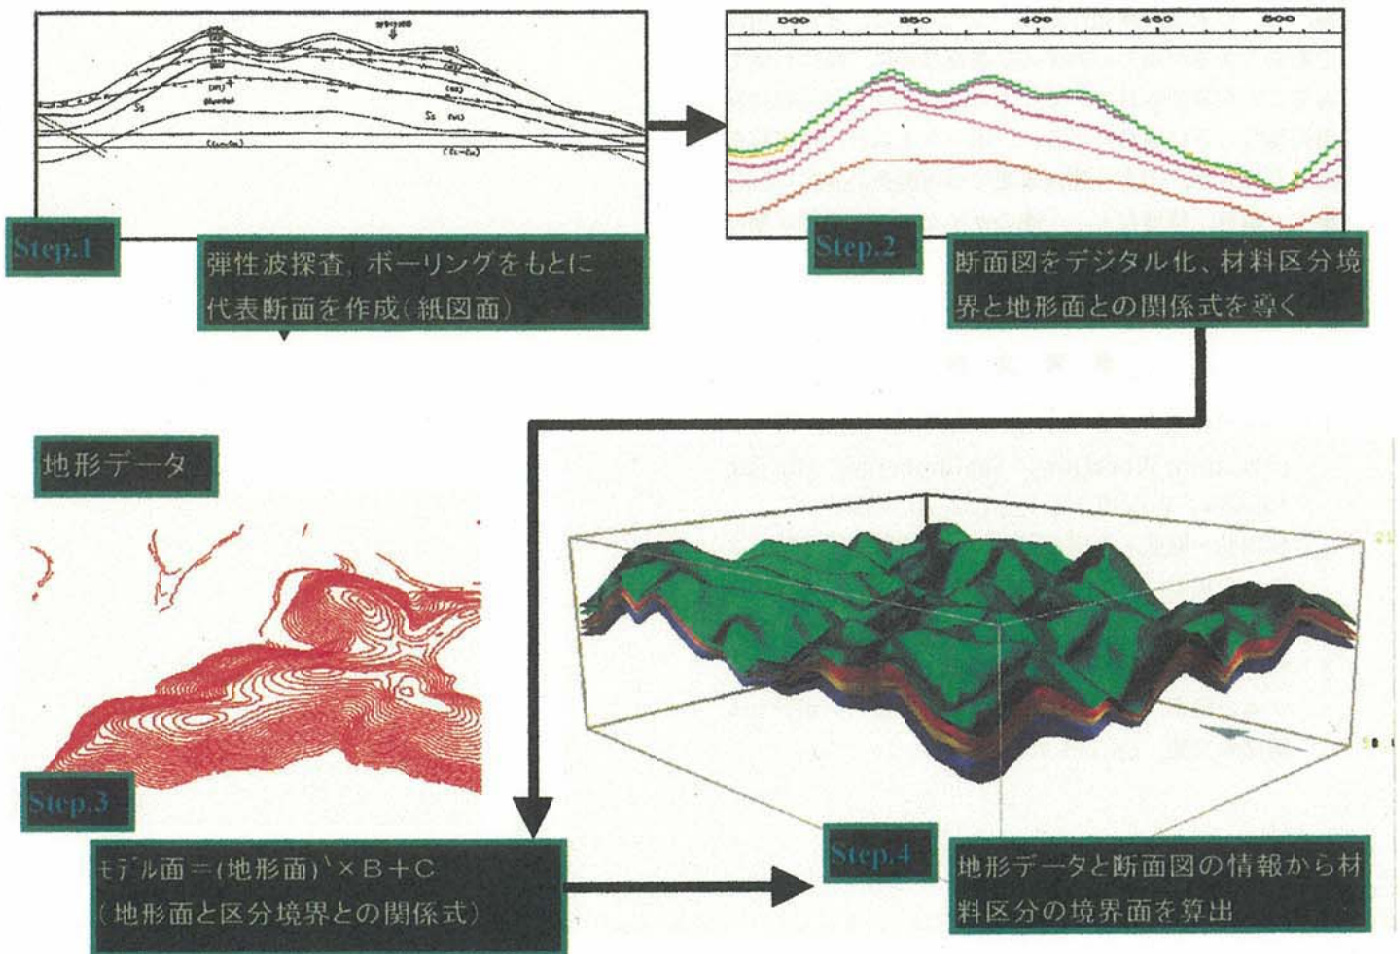 Step.1
弾性波探査, ボーリングをもとに
代表断面を作成(紙図面)
350
400
450
500
Step.2
断面図をデジタル化、材料区分境
界と地形面との関係式を導く
地形データ
Step.3
モデル面=(地形面)^×B+C
(地形面と区分境界との関係式)
Step.4
地形データと断面図の情報から材
料区分の境界面を算出